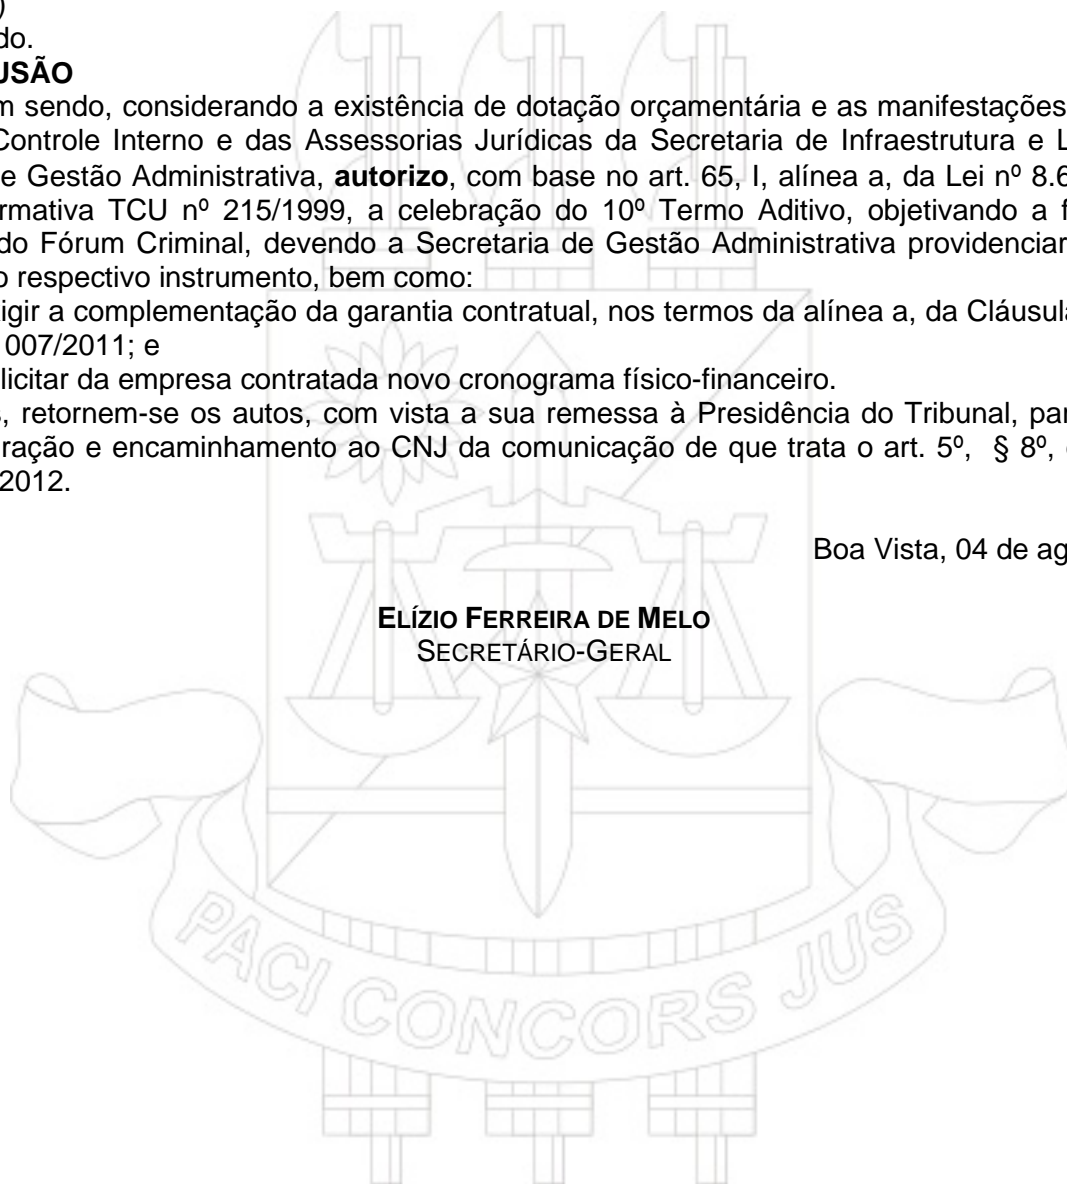 )
do.
USÃO
m sendo, considerando a existência de dotação orçamentária e as manifestações
Controle Interno e das Assessorias Jurídicas da Secretaria de Infraestrutura e L
e Gestão Administrativa, autorizo, com base no art. 65, I, alínea a, da Lei nº 8.6
rmativa TCU nº 215/1999, a celebração do 10º Termo Aditivo, objetivando a f
do Fórum Criminal, devendo a Secretaria de Gestão Administrativa providenciar
o respectivo instrumento, bem como:
igir a complementação da garantia contratual, nos termos da alínea a, da Cláusula
007/2011; e
licitar da empresa contratada novo cronograma físico-financeiro.
s, retornem-se os autos, com vista a sua remessa à Presidência do Tribunal, par
ração e encaminhamento ao CNJ da comunicação de que trata o art. 5º, § 8º,
2012.
Boa Vista, 04 de ag
ELÍZIO FERREIRA DE MELO
SECRETÁRIO-GERAL
PACI CONCORS JUS